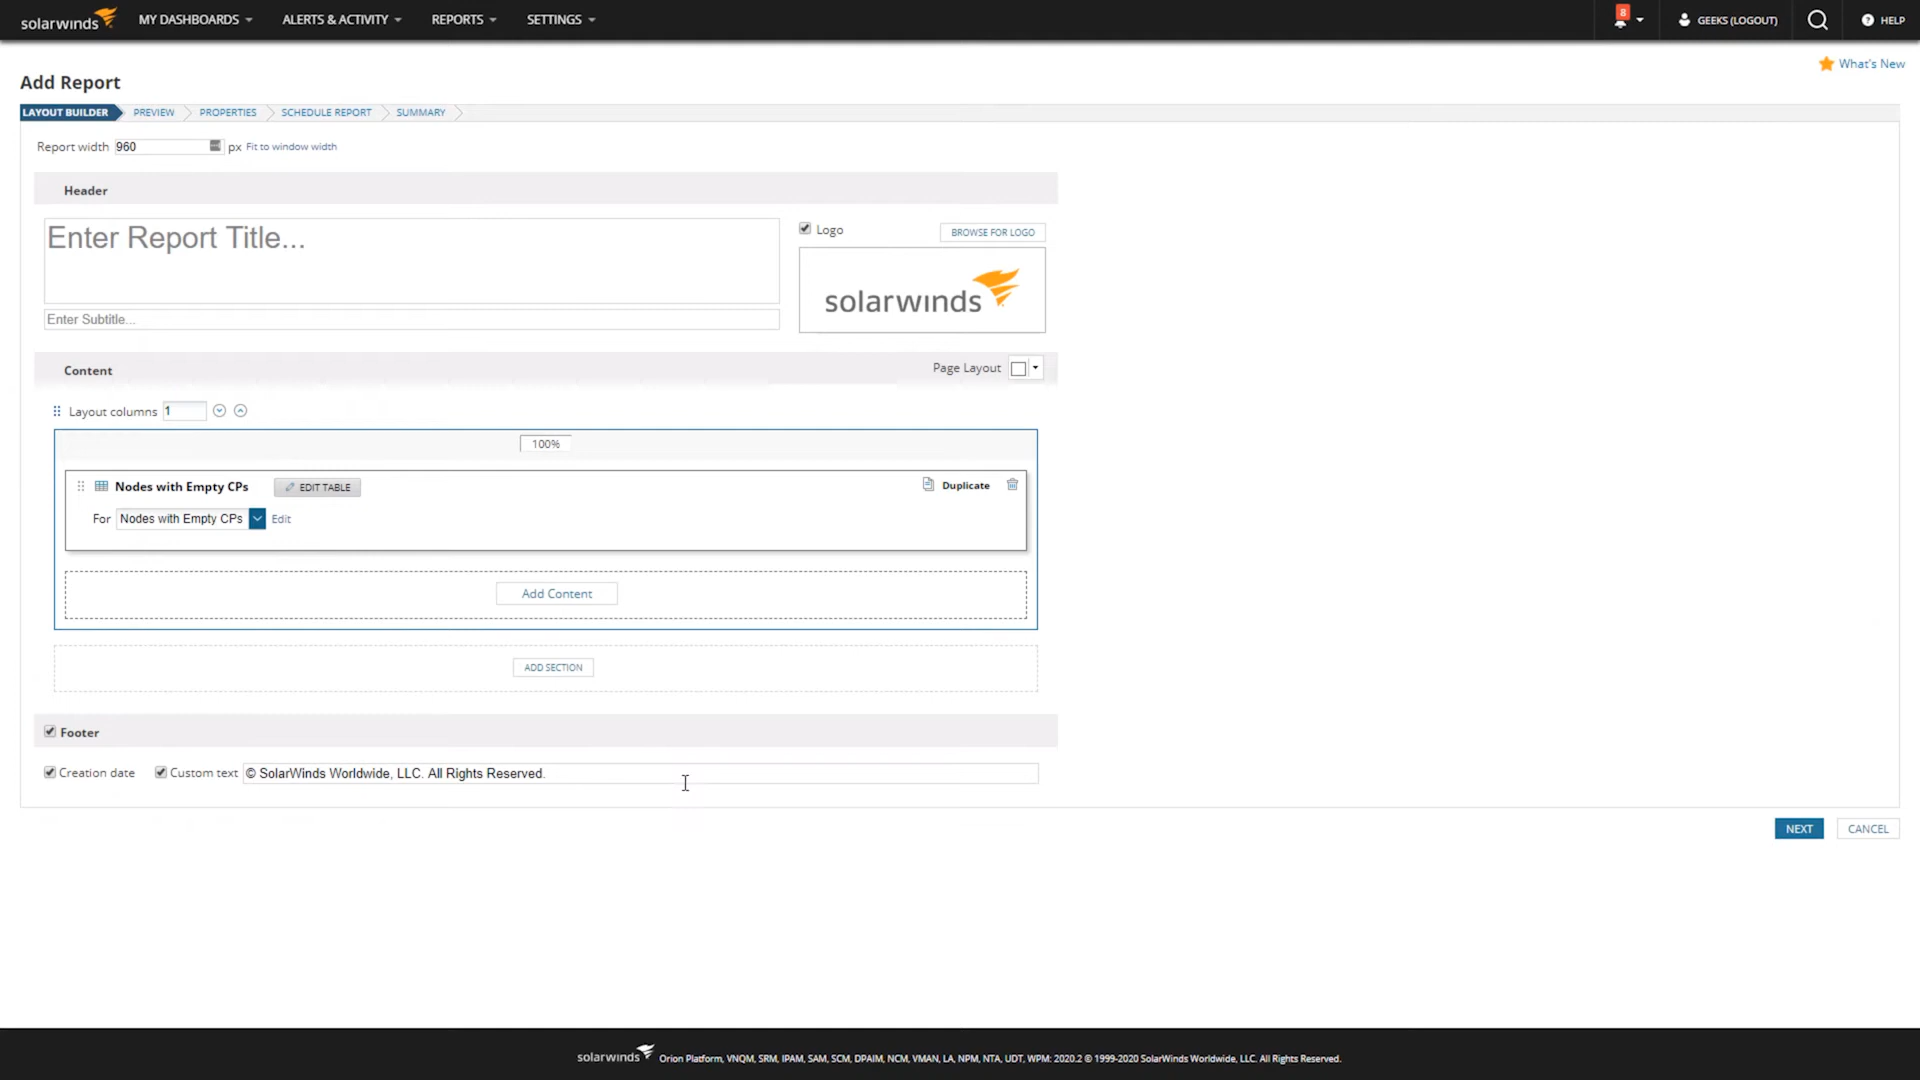 solarwinds MY DASHBOARDS ALERTS & ACTIVITY REPORTS SETTINGS 8 GEEKS (LOGOUT) HELP
What's New
Add Report
LAYOUT BUILDER PREVIEW PROPERTIES SCHEDULE REPORT SUMMARY
Report width 960 px Fit to window width
Header
Enter Report Title...
Logo BROWSE FOR LOGO
solarwinds
Enter Subtitle...
Content Page Layout
Layout columns 1
100%
Nodes with Empty CPs EDIT TABLE Duplicate
For Nodes with Empty CPs Edit
Add Content
ADD SECTION
Footer
Creation date Custom text © SolarWinds Worldwide, LLC. All Rights Reserved.
NEXT CANCEL
solarwinds Orion Platform, VNQM, SRM, IPAM, SAM, SCM, DPAIM, NCM, VMAN, LA, NPM, NTA, UDT, WPM: 2020.2 © 1999-2020 SolarWinds Worldwide, LLC. All Rights Reserved.